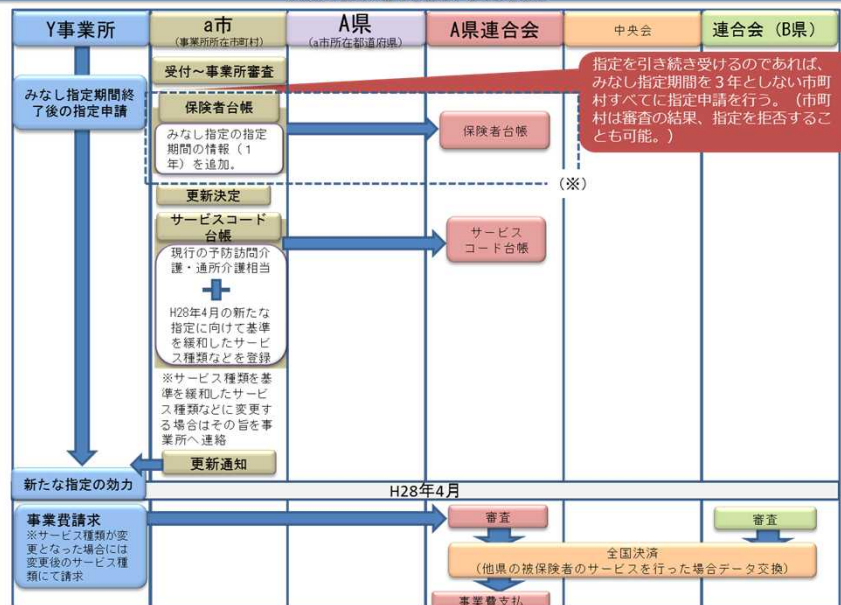 Y事業所
a市
(事業所所在市町村)
A県
(a市所在都道府県)
A県連合会
中央会
連合会（B県）
受付～事業所審査
指定を引き続き受けるのであれば、
みなし指定期間を３年としない市町
村すべてに指定申請を行う。（市町
村は審査の結果、指定を拒否するこ
とも可能。）
みなし指定期間終
了後の指定申請
保険者台帳
みなし指定の指定
期間の情報（1
年）を追加。
保険者台帳
(※)
更新決定
サービスコード
台帳
現行の予防訪問介
護・通所介護相当
H28年4月の新たな
指定に向けて基準
を緩和したサービ
ス種類などを登録
サービス
コード台帳
※サービス種類を基
準を緩和したサービ
ス種類などに変更す
る場合はその旨を事
業所へ連絡
更新通知
新たな指定の効力
H28年4月
事業費請求
※サービス種類が変
更となった場合には
変更後のサービス種
類にて請求
審査
審査
全国決済
（他県の被保険者のサービスを行った場合データ交換）
事業費支払